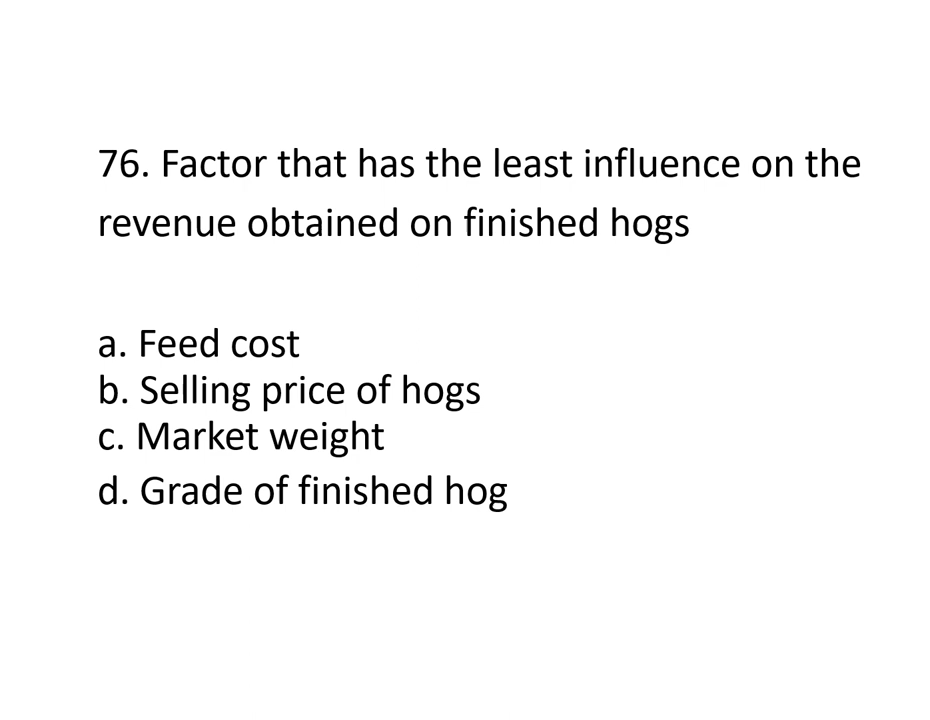 76. Factor that has the least influence on the
revenue obtained on finished hogs
a. Feed cost
b. Selling price of hogs
c. Market weight
d. Grade of finished hog